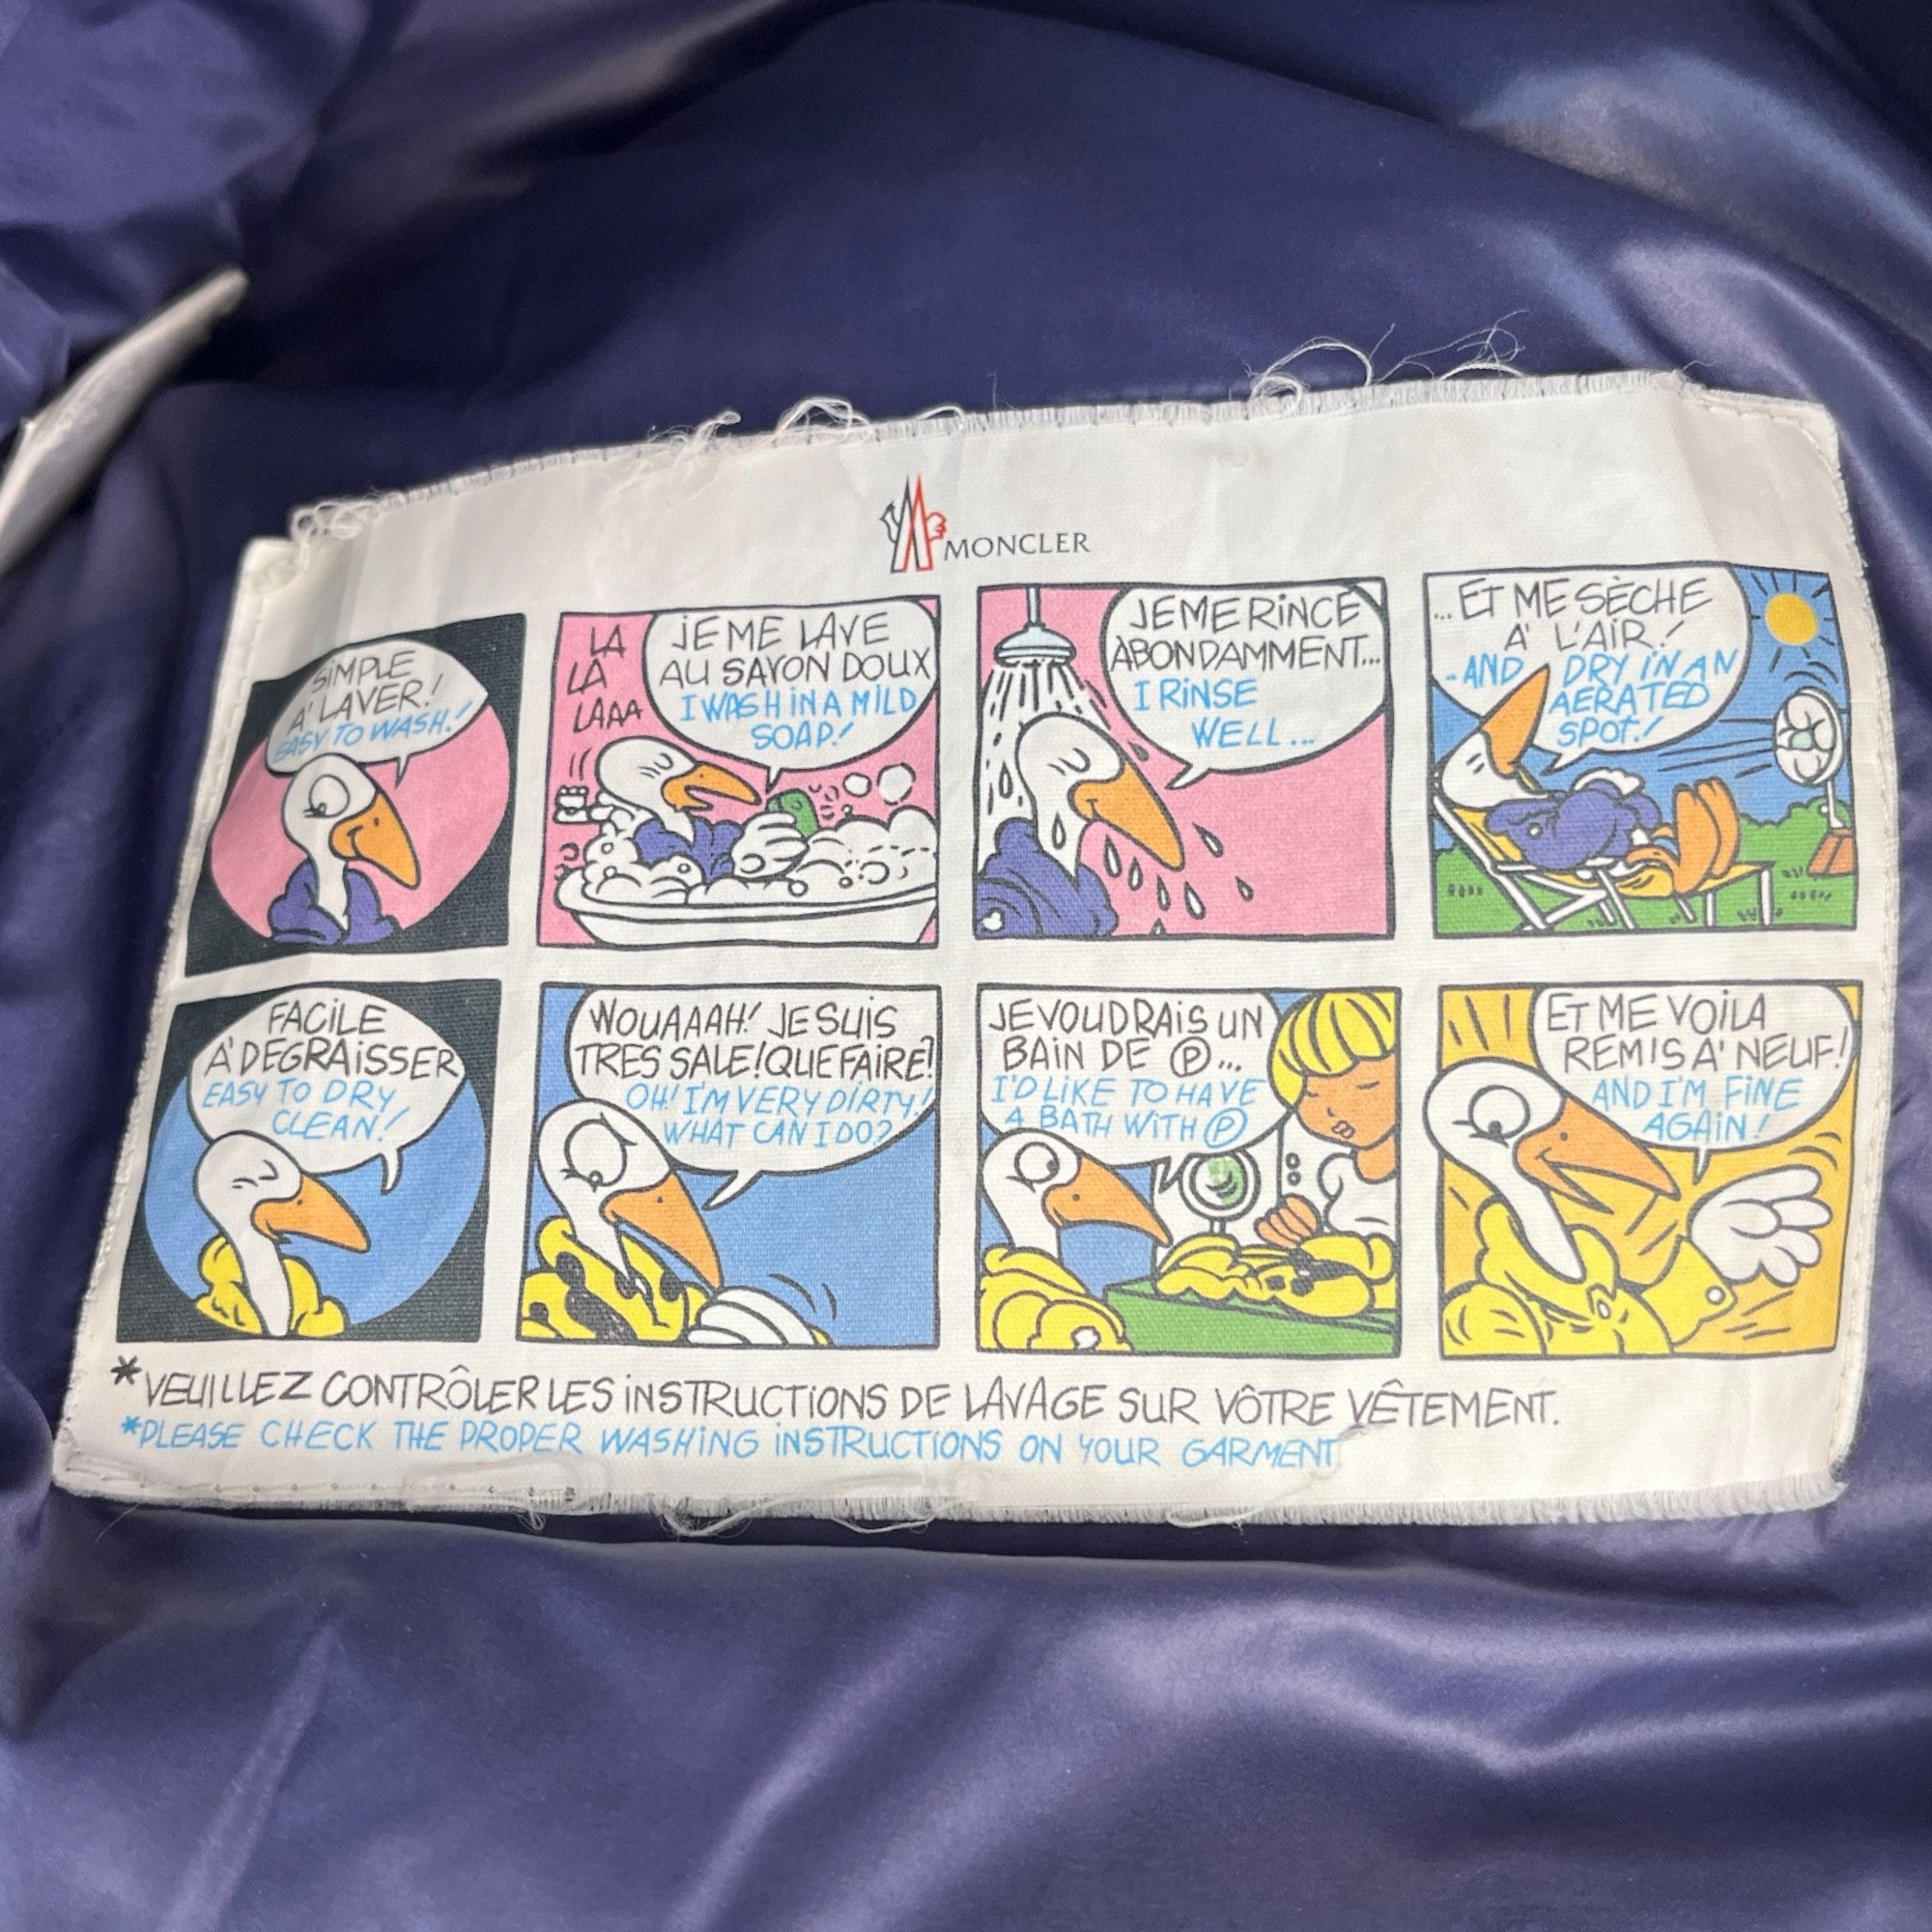 MONCLER
SIMPLE
A' LAVER!
EASY TO WASH!
LA
LA
LAAA
JE ME LAVE
AU SAVON DOUX
I WASH IN A MILD
SOAP!
JE ME RINCE
ABONDAMMENT...
I RINSE
WELL...
... ET ME SÈCHE
A' L'AIR!
-AND DRY IN AN
AERATED
SPOT!
FACILE
A' DEGRAISSER
EASY TO DRY
CLEAN!
WOUAAAH! JE SUIS
TRES SALE! QUE FAIRE?
OH! I'M VERY DIRTY!
WHAT CAN I DO?
JE VOUDRAIS UN
BAIN DE Ⓟ...
I'D LIKE TO HAVE
A BATH WITH Ⓟ
ET ME VOILA
REMIS A' NEUF!
AND I'M FINE
AGAIN!
*VEUILLEZ CONTRÔLER LES INSTRUCTIONS DE LAVAGE SUR VÔTRE VÊTEMENT.
*PLEASE CHECK THE PROPER WASHING INSTRUCTIONS ON YOUR GARMENT.